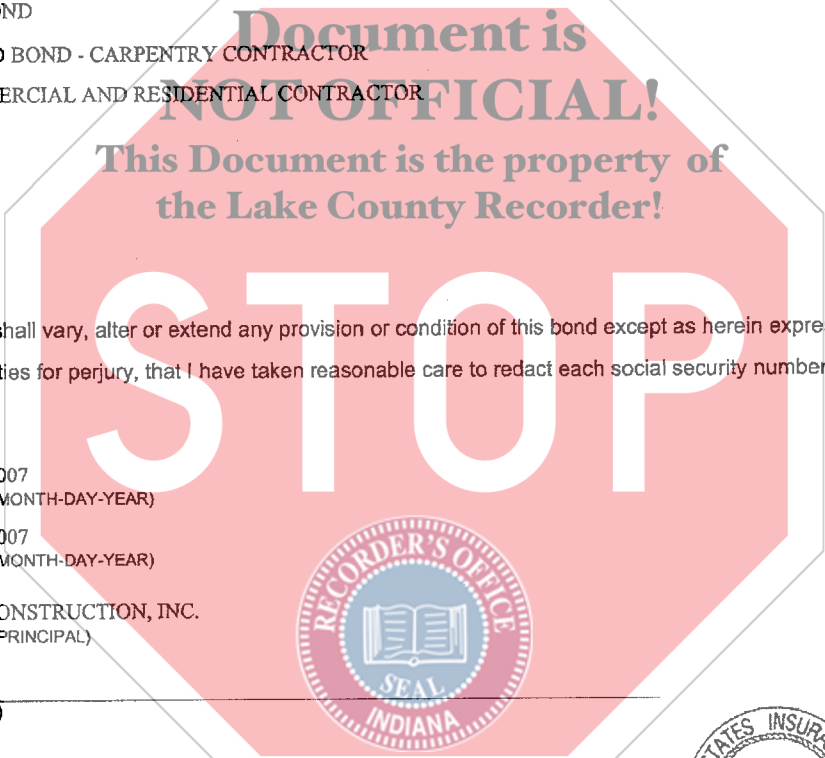 OND
BOND - CARPENTRY CONTRACTOR
ERCIAL AND RESIDENTIAL CONTRACTOR
Document is
NOT OFFICIAL!
This Document is the property of
the Lake County Recorder!
STOP
shall vary, alter or extend any provision or condition of this bond except as herein expre
ties for perjury, that I have taken reasonable care to redact each social security number
007
MONTH-DAY-YEAR)
007
MONTH-DAY-YEAR)
ONSTRUCTION, INC.
PRINCIPAL)
)
RECORDER'S OFFICE
SEAL
INDIANA
TATES INSURA